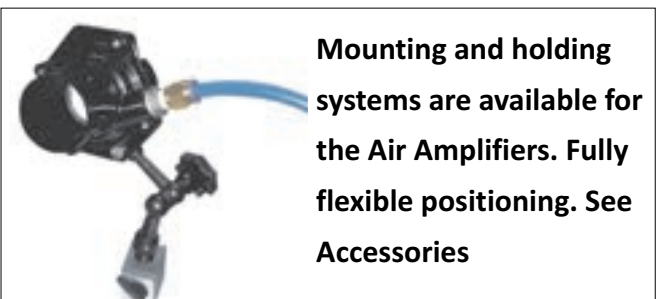 Mounting and holding
systems are available for
the Air Amplifiers. Fully
flexible positioning. See
Accessories